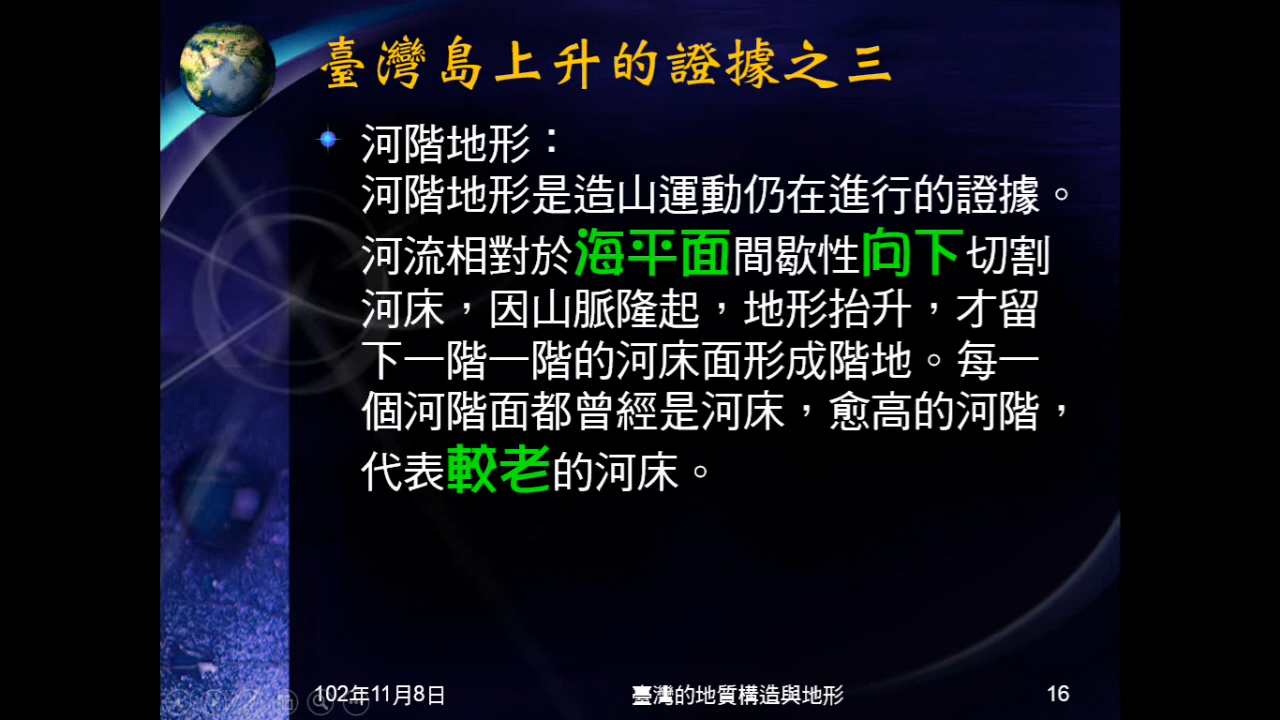 臺灣島上升的證據之三
河階地形：
河階地形是造山運動仍在進行的證據。
河流相對於海平面間歇性向下切割
河床，因山脈隆起，地形抬升，才留
下一階一階的河床面形成階地。每一
個河階面都曾經是河床，愈高的河階，
代表較老的河床。
102年11月8日
臺灣的地質構造與地形
16